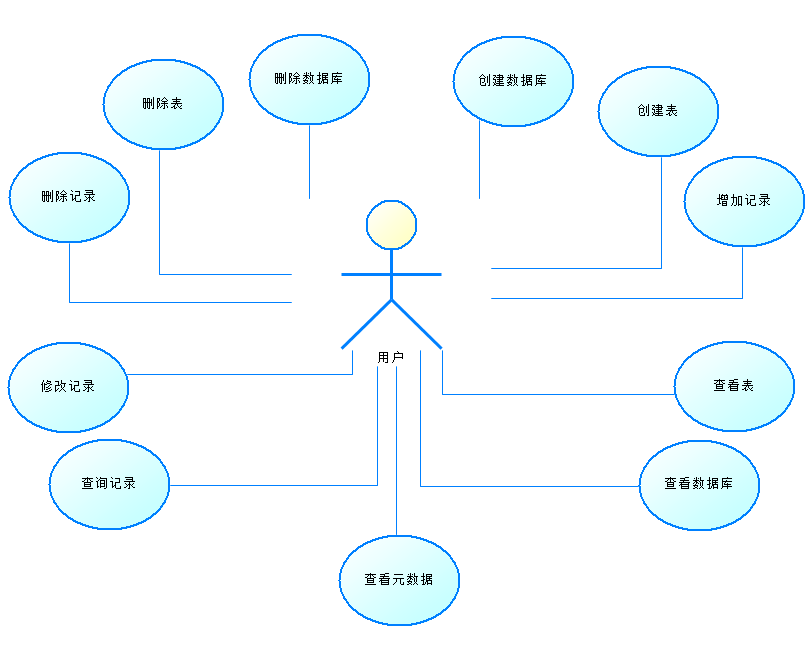 删除数据库
创建数据库
删除表
创建表
删除记录
增加记录
用户
修改记录
查看表
查询记录
查看数据库
查看元数据